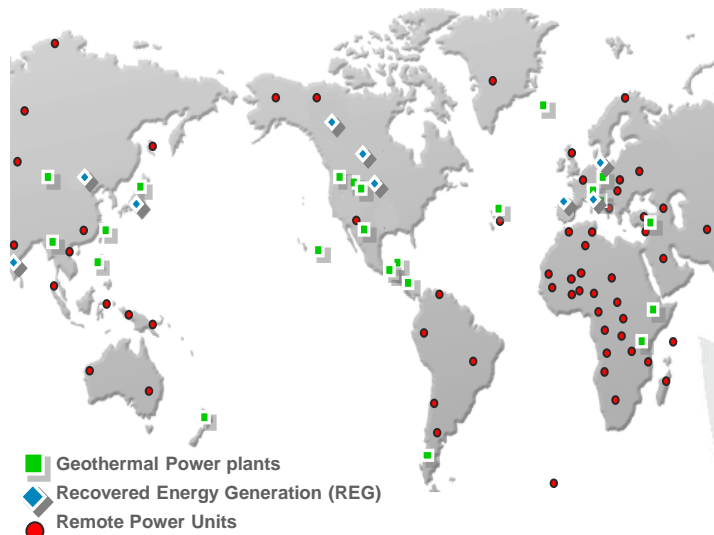 Geothermal Power plants
Recovered Energy Generation (REG)
Remote Power Units